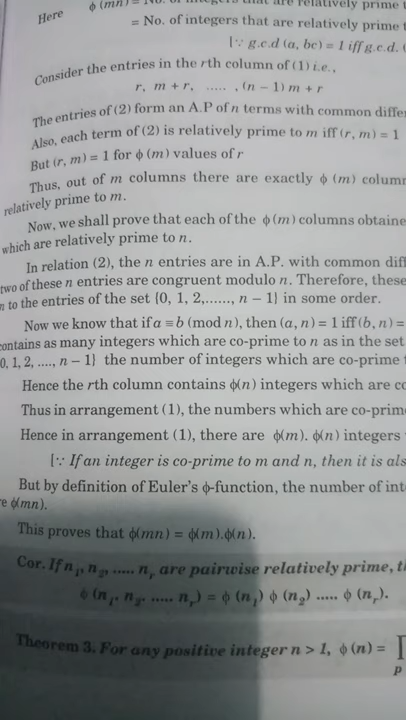 Here φ (mn) = No. of integers that are relatively prime t
= No. of integers that are relatively prime t
[∵ g.c.d (a, bc) = 1 iff g.c.d. (
Consider the entries in the rth column of (1) i.e.,
r, m + r, ..... , (n – 1) m + r
The entries of (2) form an A.P of n terms with common differ
Also, each term of (2) is relatively prime to m iff (r, m) = 1
But (r, m) = 1 for φ (m) values of r
Thus, out of m columns there are exactly φ (m) colum
relatively prime to m.
Now, we shall prove that each of the φ (m) columns obtaine
which are relatively prime to n.
In relation (2), the n entries are in A.P. with common diff
two of these n entries are congruent modulo n. Therefore, these
n to the entries of the set {0, 1, 2,......, n – 1} in some order.
Now we know that if a ≡ b (mod n), then (a, n) = 1 iff (b, n) =
contains as many integers which are co-prime to n as in the set
0, 1, 2, ...., n – 1} the number of integers which are co-prime t
Hence the rth column contains φ(n) integers which are co
Thus in arrangement (1), the numbers which are co-prim
Hence in arrangement (1), there are φ(m). φ(n) integers
[∵ If an integer is co-prime to m and n, then it is als
But by definition of Euler's φ-function, the number of int
re φ(mn).
This proves that φ(mn) = φ(m).φ(n).
Cor. If n₁, n₂, ..... nᵣ are pairwise relatively prime, t
φ (n₁. n₂. ..... nᵣ) = φ (n₁) φ (n₂) ..... φ (nᵣ).
Theorem 3. For any positive integer n > 1, φ (n) = ∏
p